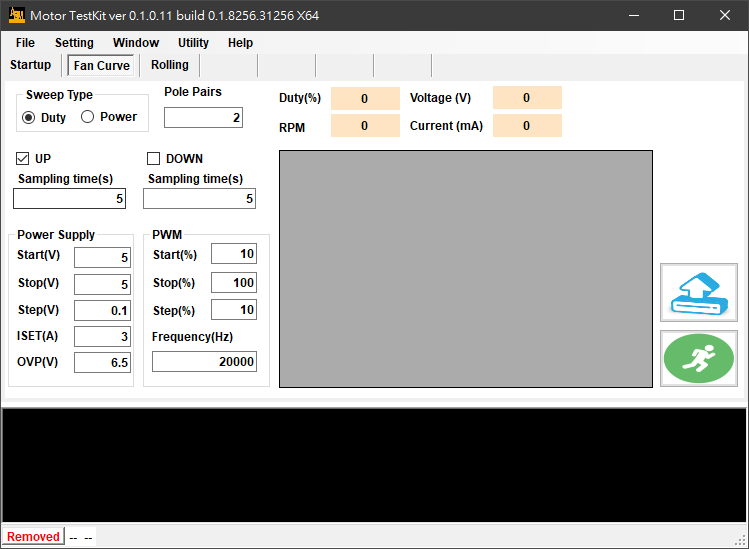 Motor TestKit ver 0.1.0.11 build 0.1.8256.31256 X64
File Setting Window Utility Help
Startup Fan Curve Rolling
Sweep Type
Duty Power
Pole Pairs
2
Duty(%) 0 Voltage (V) 0
RPM 0 Current (mA) 0
UP DOWN
Sampling time(s) Sampling time(s)
5 5
Power Supply
Start(V) 5
Stop(V) 5
Step(V) 0.1
ISET(A) 3
OVP(V) 6.5
PWM
Start(%) 10
Stop(%) 100
Step(%) 10
Frequency(Hz)
20000
Removed -- --